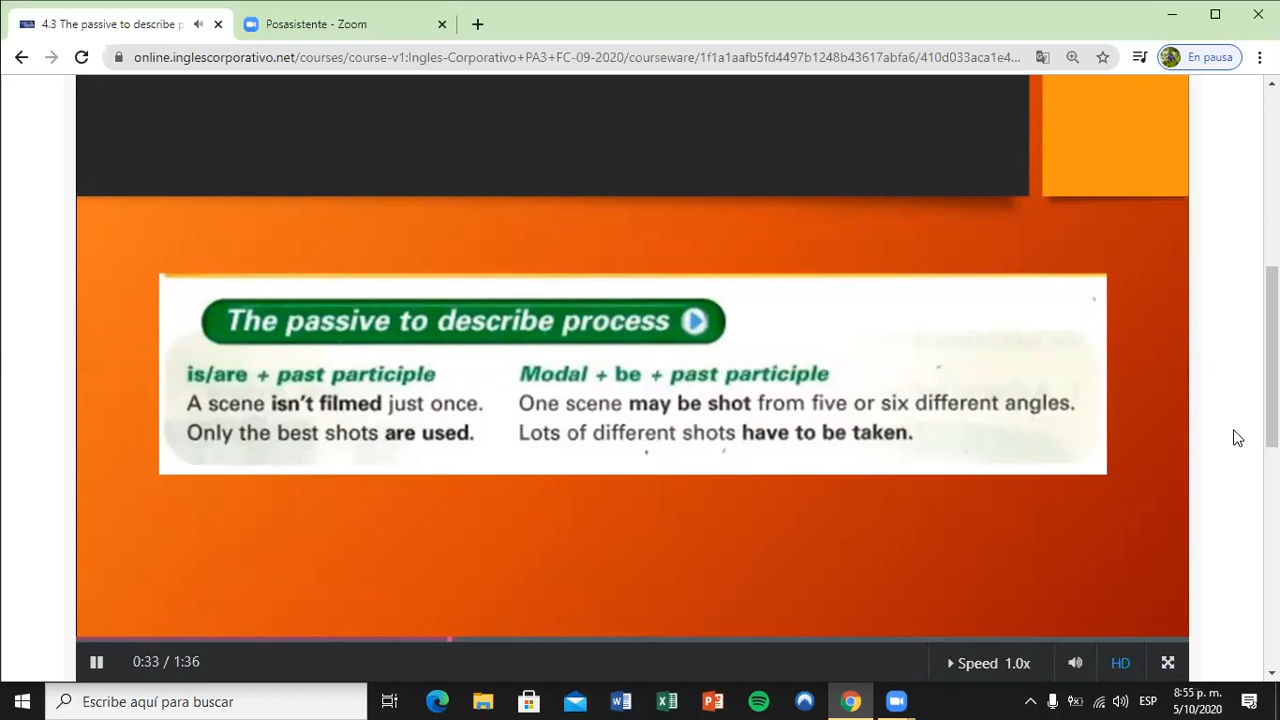 4.3 The passive to describe p
Posasistente - Zoom
online.inglescorporativo.net/courses/course-v1:Ingles-Corporativo+PA3+FC-09-2020/courseware/1f1a1aafb5fd4497b1248b43617abfa6/410d033aca1e4...
En pausa
The passive to describe process
is/are + past participle
A scene isn't filmed just once.
Only the best shots are used.
Modal + be + past participle
One scene may be shot from five or six different angles.
Lots of different shots have to be taken.
0:33 / 1:36
Speed 1.0x
HD
Escribe aquí para buscar
ESP
8:55 p. m.
5/10/2020